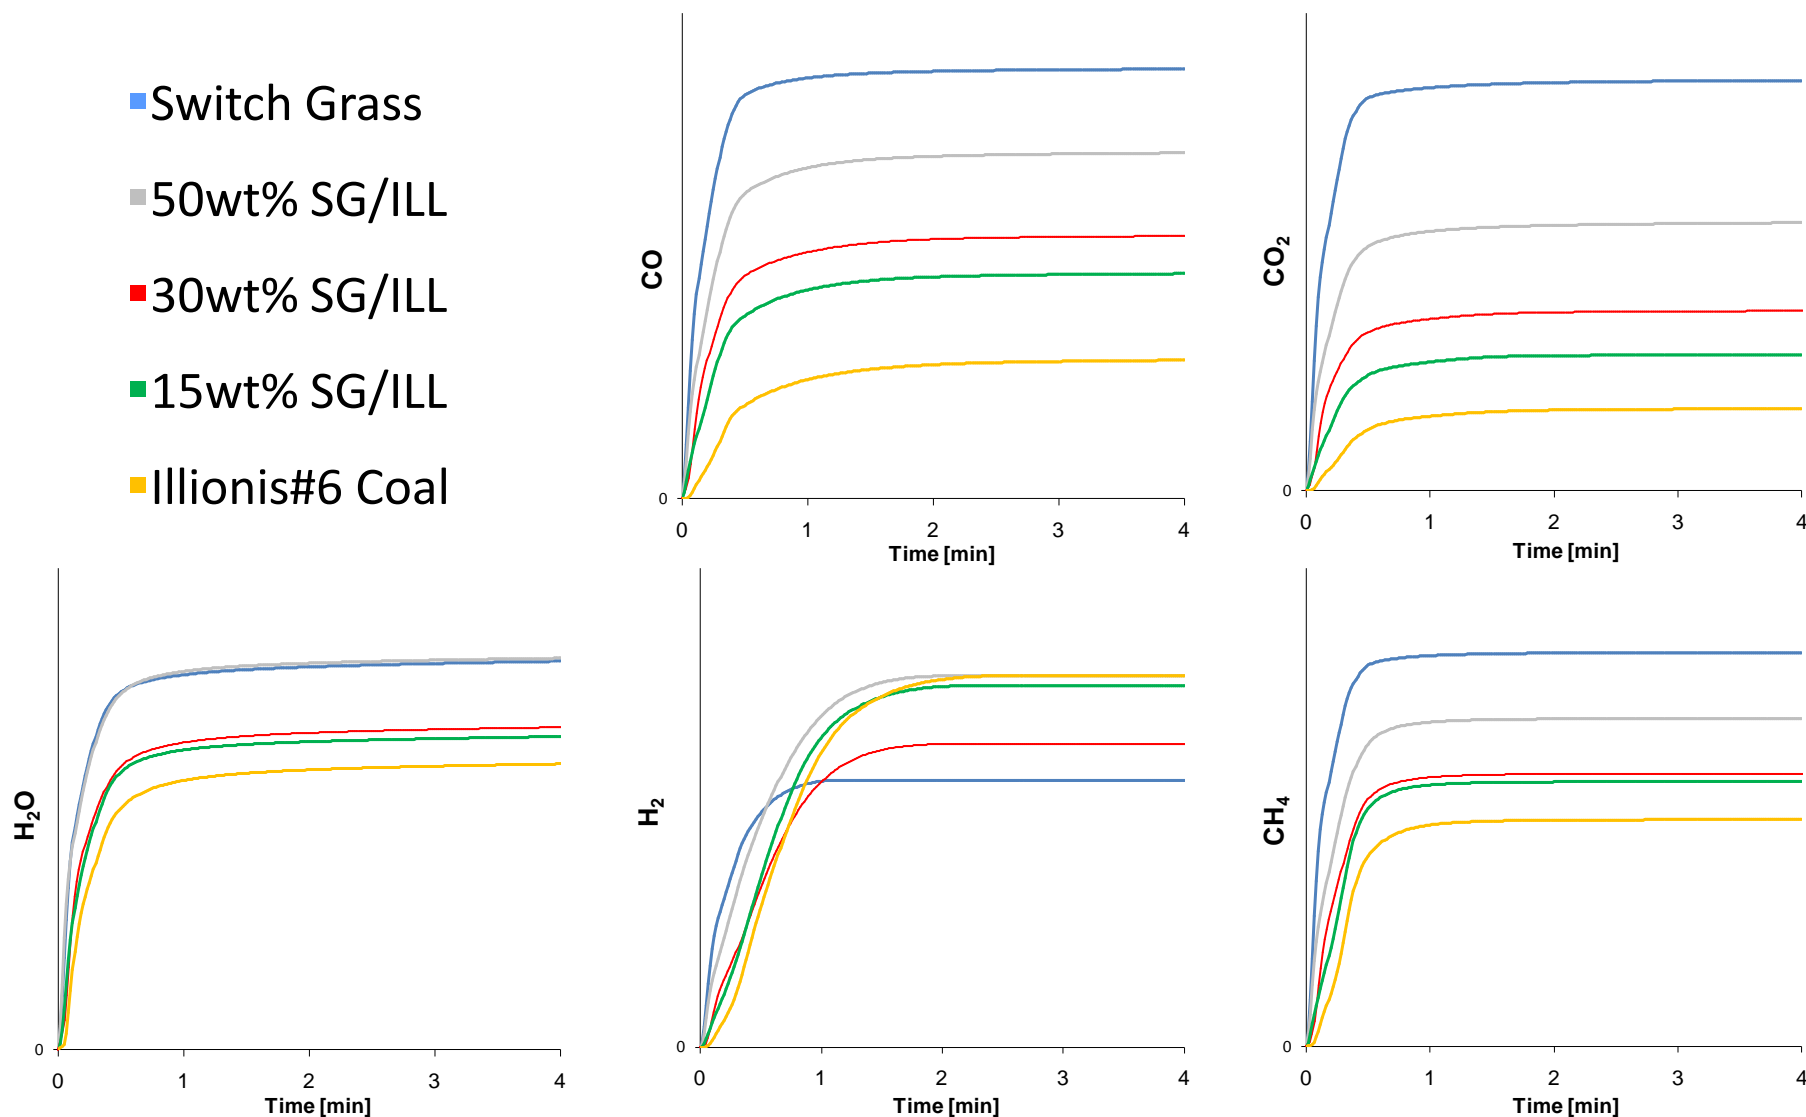 Switch Grass
50wt% SG/ILL
30wt% SG/ILL
15wt% SG/ILL
Illionis#6 Coal
CO
0
0 1 2 3 4
Time [min]
CO₂
0
0 1 2 3 4
Time [min]
H₂O
0
0 1 2 3 4
Time [min]
H₂
0
0 1 2 3 4
Time [min]
CH₄
0
0 1 2 3 4
Time [min]